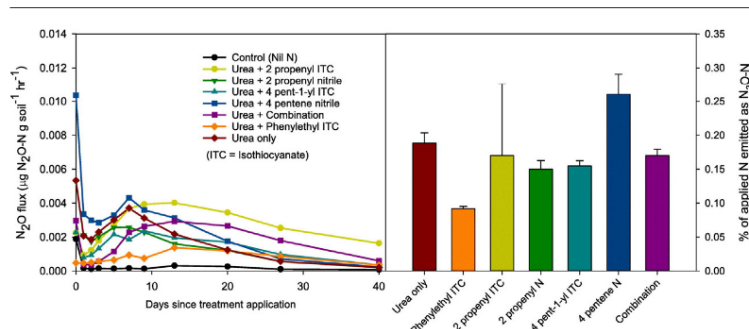 0.014
0.012
0.010
0.008
0.006
0.004
0.002
0.000
N₂O flux (µg N₂O-N g soil⁻¹ hr⁻¹)
0
10
20
30
40
Days since treatment application
Control (Nil N)
Urea + 2 propenyl ITC
Urea + 2 propenyl nitrile
Urea + 4 pent-1-yl ITC
Urea + 4 pentene nitrile
Urea + Combination
Urea + Phenylethyl ITC
Urea only
(ITC = Isothiocyanate)
0.35
0.30
0.25
0.20
0.15
0.10
0.05
0.00
% of applied N emitted as N₂O-N
Urea only
Phenylethyl ITC
2 propenyl ITC
2 propenyl N
4 pent-1-yl ITC
4 pentene N
Combination